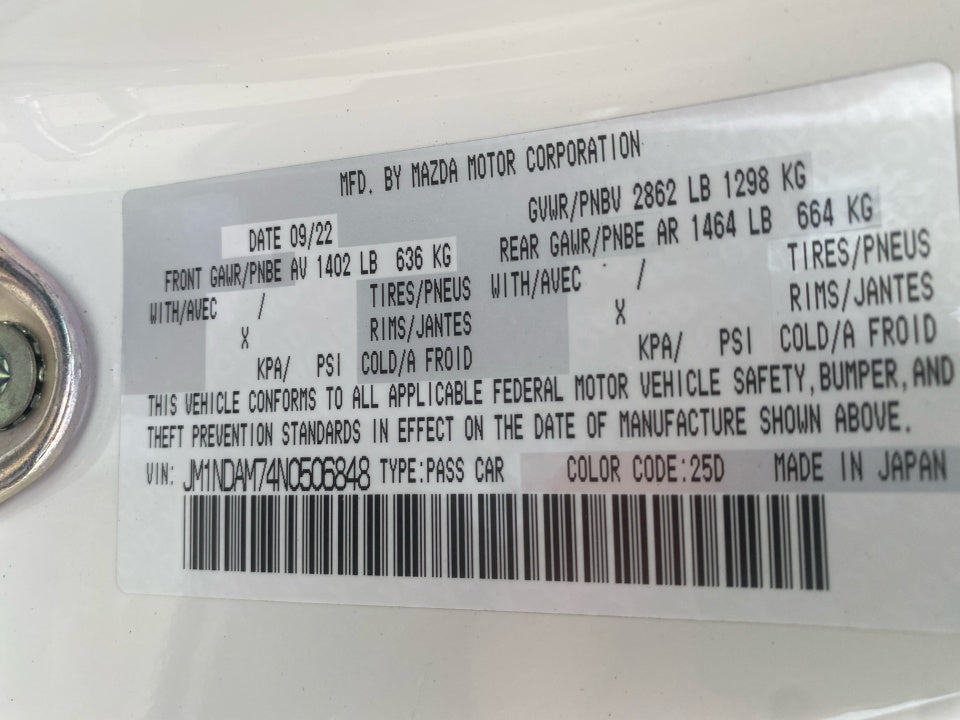 MFD. BY MAZDA MOTOR CORPORATION
DATE 09/22
GVWR/PNBV 2862 LB 1298 KG
FRONT GAWR/PNBE AV 1402 LB 636 KG
REAR GAWR/PNBE AR 1464 LB 664 KG
WITH/AVEC / TIRES/PNEUS WITH/AVEC / TIRES/PNEUS
X RIMS/JANTES X RIMS/JANTES
KPA/ PSI COLD/A FROID KPA/ PSI COLD/A FROID
THIS VEHICLE CONFORMS TO ALL APPLICABLE FEDERAL MOTOR VEHICLE SAFETY, BUMPER, AND
THEFT PREVENTION STANDARDS IN EFFECT ON THE DATE OF MANUFACTURE SHOWN ABOVE.
VIN: JM1NDAM74N0506848 TYPE:PASS CAR COLOR CODE:25D MADE IN JAPAN